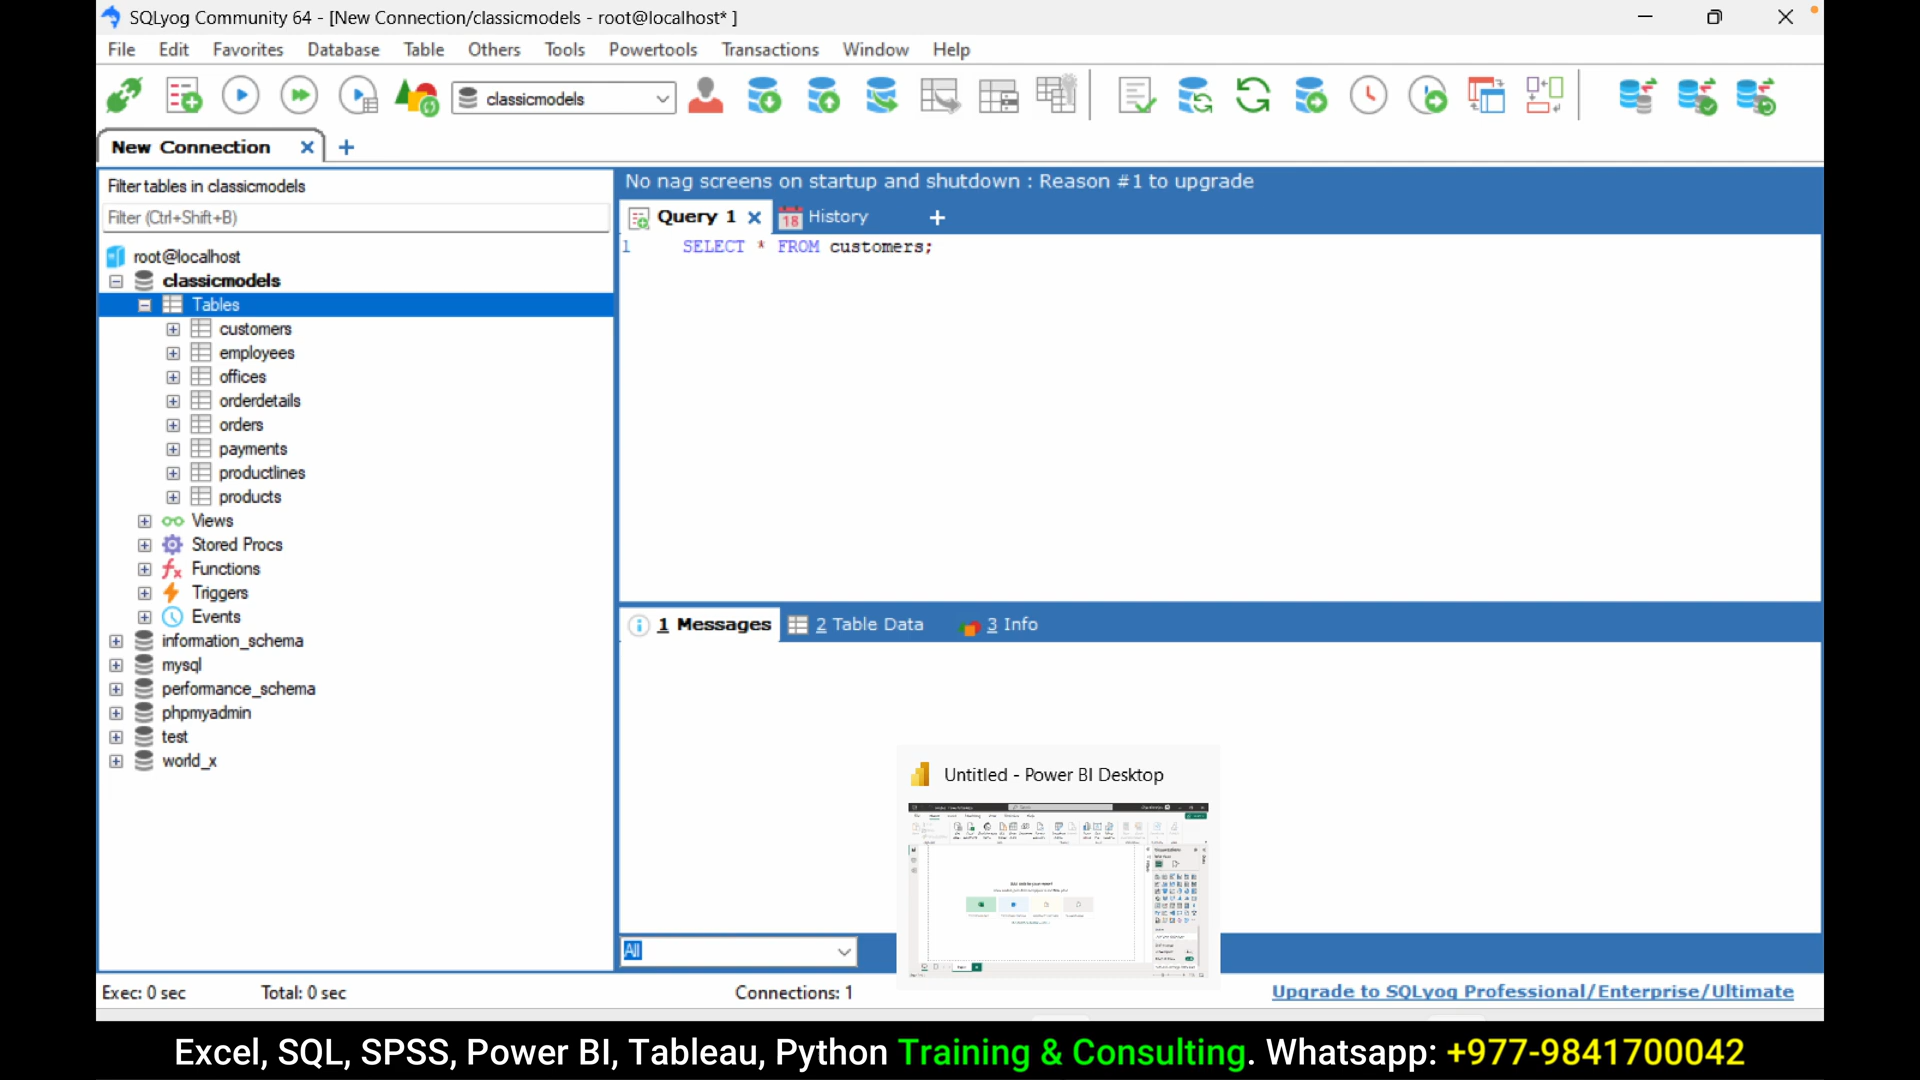 SQLyog Community 64 - [New Connection/classicmodels - root@localhost* ]
File Edit Favorites Database Table Others Tools Powertools Transactions Window Help
classicmodels
New Connection
Filter tables in classicmodels
Filter (Ctrl+Shift+B)
root@localhost
classicmodels
Tables
customers
employees
offices
orderdetails
orders
payments
productlines
products
Views
Stored Procs
Functions
Triggers
Events
information_schema
mysql
performance_schema
phpmyadmin
test
world_x
No nag screens on startup and shutdown : Reason #1 to upgrade
Query 1 18 History
1 SELECT * FROM customers;
1 Messages 2 Table Data 3 Info
Untitled - Power BI Desktop
All
Exec: 0 sec Total: 0 sec Connections: 1 Upgrade to SQLyog Professional/Enterprise/Ultimate
Excel, SQL, SPSS, Power BI, Tableau, Python Training & Consulting. Whatsapp: +977-9841700042